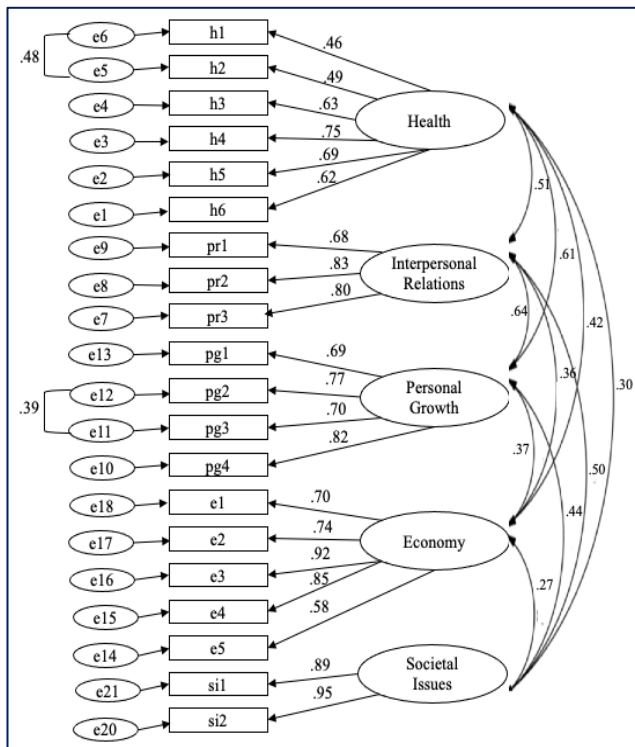 e6 h1
.46
.48
e5 h2
.49
e4 h3
.63
Health
e3 h4
.75
e2 h5
.69
.62
e1 h6
.51
e9 pr1
.68
.61
e8 pr2
.83
Interpersonal
Relations
.80
e7 pr3
.64
.42
e13 pg1
.69
.36
.30
e12 pg2
.77
Personal
Growth
.39
e11 pg3
.70
.82
.37
e10 pg4
.50
e18 e1
.70
.44
e17 e2
.74
Economy
e16 e3
.92
.85
e15 e4
.58
.27
e14 e5
e21 si1
.89
Societal
Issues
.95
e20 si2